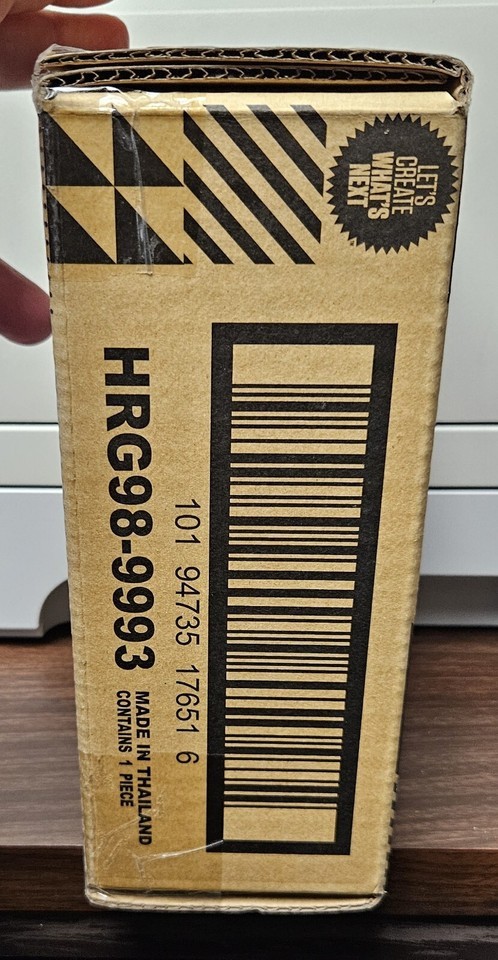 LET'S
CREATE
WHAT'S
NEXT
101 94735 17651 6
HRG98-9993
MADE IN THAILAND
CONTAINS 1 PIECE